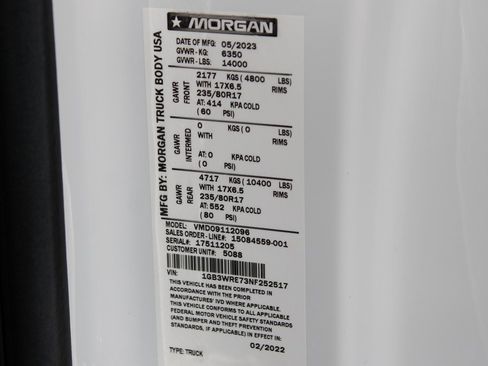 ★ MORGAN
DATE OF MFG: 05/2023
GVWR - KG: 6350
GVWR - LBS: 14000
MFG BY: MORGAN TRUCK BODY USA
GAWR FRONT
2177 KGS ( 4800 LBS)
WITH 17X6.5 RIMS
235/80R17
AT: 414 KPA COLD
( 60 PSI)
GAWR INTERMED
0 KGS ( 0 LBS)
WITH RIMS
AT: 0 KPA COLD
( 0 PSI)
GAWR REAR
4717 KGS ( 10400 LBS)
WITH 17X6.5 RIMS
235/80R17
AT: 552 KPA COLD
( 80 PSI)
MODEL: VMD09112096
SALES ORDER - LINE#: 15084559-001
SERIAL#: 17511205
CUSTOMER UNIT#: 5088
VIN: 1GB3WRE73NF252517
THIS VEHICLE HAS BEEN COMPLETED IN
ACCORDANCE WITH THE PRIOR
MANUFACTURERS' IVD WHERE APPLICABLE.
THIS VEHICLE CONFORMS TO ALL APPLICABLE
FEDERAL MOTOR VEHICLE SAFETY STANDARDS
(AND BUMPER AND THEFT PREVENTION
STANDARDS, IF APPLICABLE) IN EFFECT IN:
02/2022
TYPE: TRUCK